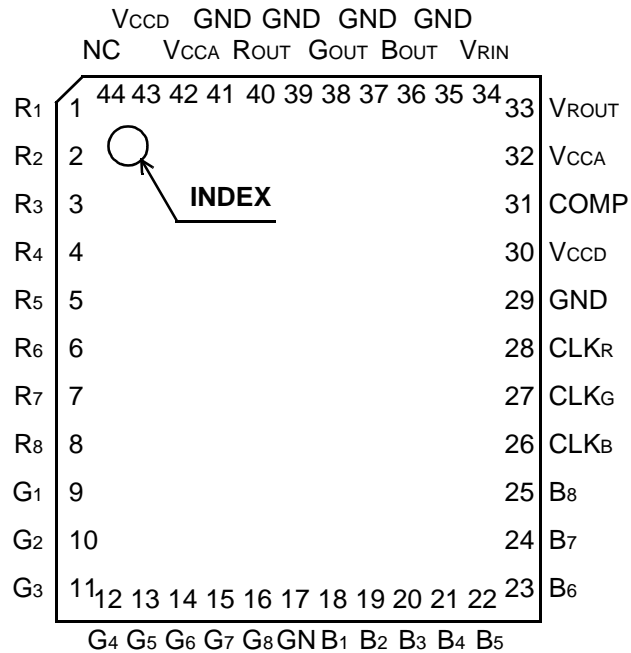 VCCD GND GND GND GND
NC VCCA ROUT GOUT BOUT VRIN
44 43 42 41 40 39 38 37 36 35 34
R1 1 33 VROUT
R2 2 32 VCCA
R3 3 INDEX 31 COMP
R4 4 30 VCCD
R5 5 29 GND
R6 6 28 CLKR
R7 7 27 CLKG
R8 8 26 CLKB
G1 9 25 B8
G2 10 24 B7
G3 11 23 B6
12 13 14 15 16 17 18 19 20 21 22
G4 G5 G6 G7 G8 GN B1 B2 B3 B4 B5